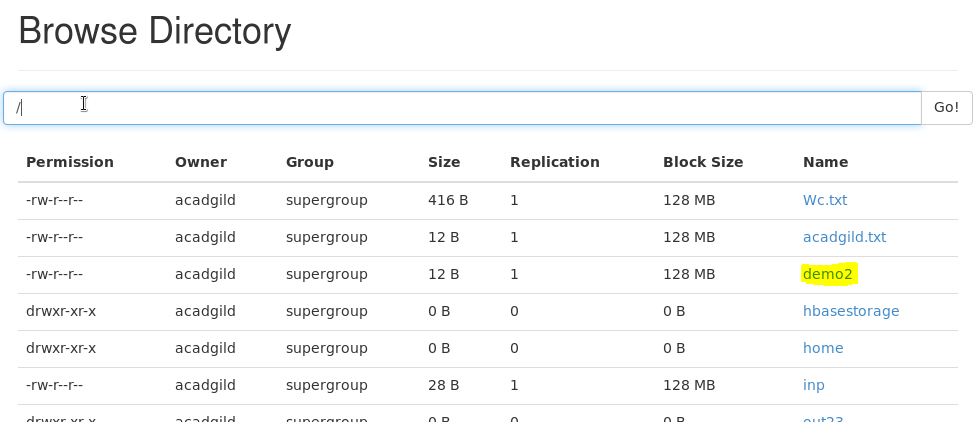 Browse Directory
/
Go!
Permission Owner Group Size Replication Block Size Name
-rw-r--r-- acadgild supergroup 416 B 1 128 MB Wc.txt
-rw-r--r-- acadgild supergroup 12 B 1 128 MB acadgild.txt
-rw-r--r-- acadgild supergroup 12 B 1 128 MB demo2
drwxr-xr-x acadgild supergroup 0 B 0 0 B hbasestorage
drwxr-xr-x acadgild supergroup 0 B 0 0 B home
-rw-r--r-- acadgild supergroup 28 B 1 128 MB inp
drwxr-xr-x acadgild supergroup 0 B 0 0 B out23